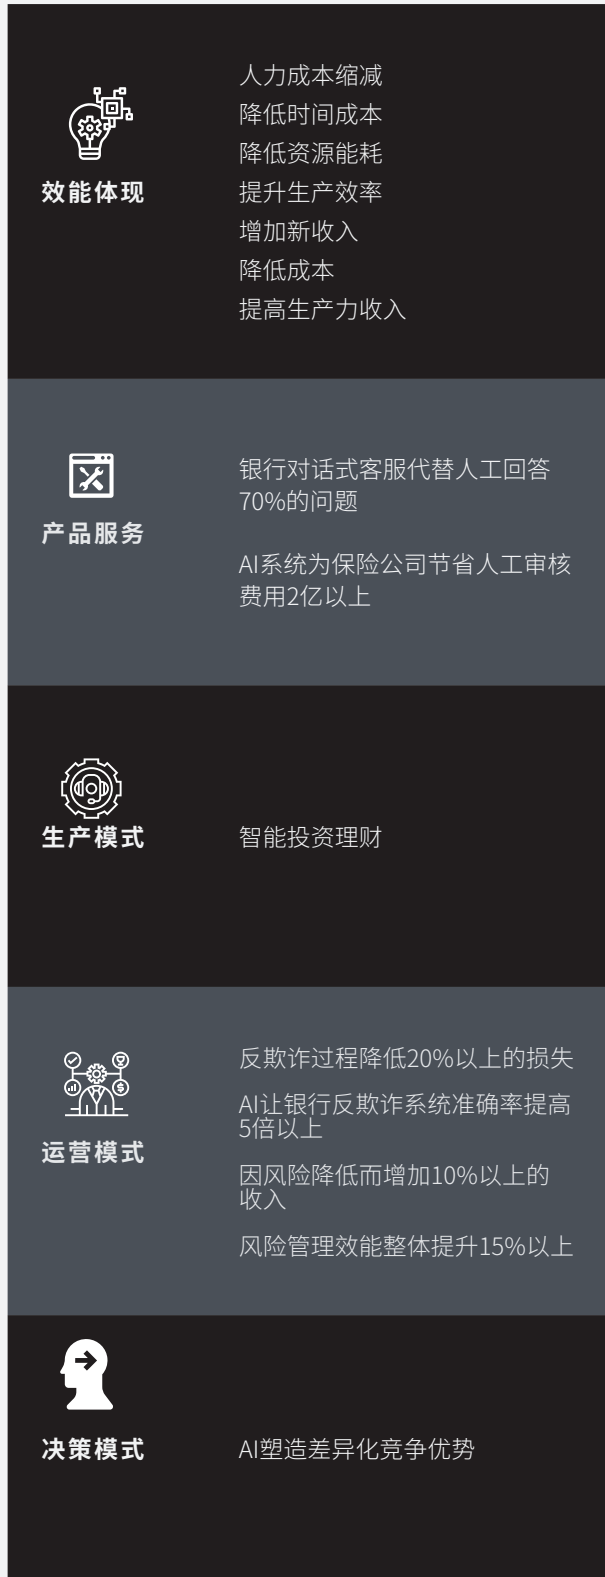 效能体现
人力成本缩减
降低时间成本
降低资源能耗
提升生产效率
增加新收入
降低成本
提高生产力收入
产品服务
银行对话式客服代替人工回答
70%的问题
AI系统为保险公司节省人工审核
费用2亿以上
生产模式
智能投资理财
运营模式
反欺诈过程降低20%以上的损失
AI让银行反欺诈系统准确率提高
5倍以上
因风险降低而增加10%以上的
收入
风险管理效能整体提升15%以上
决策模式
AI塑造差异化竞争优势